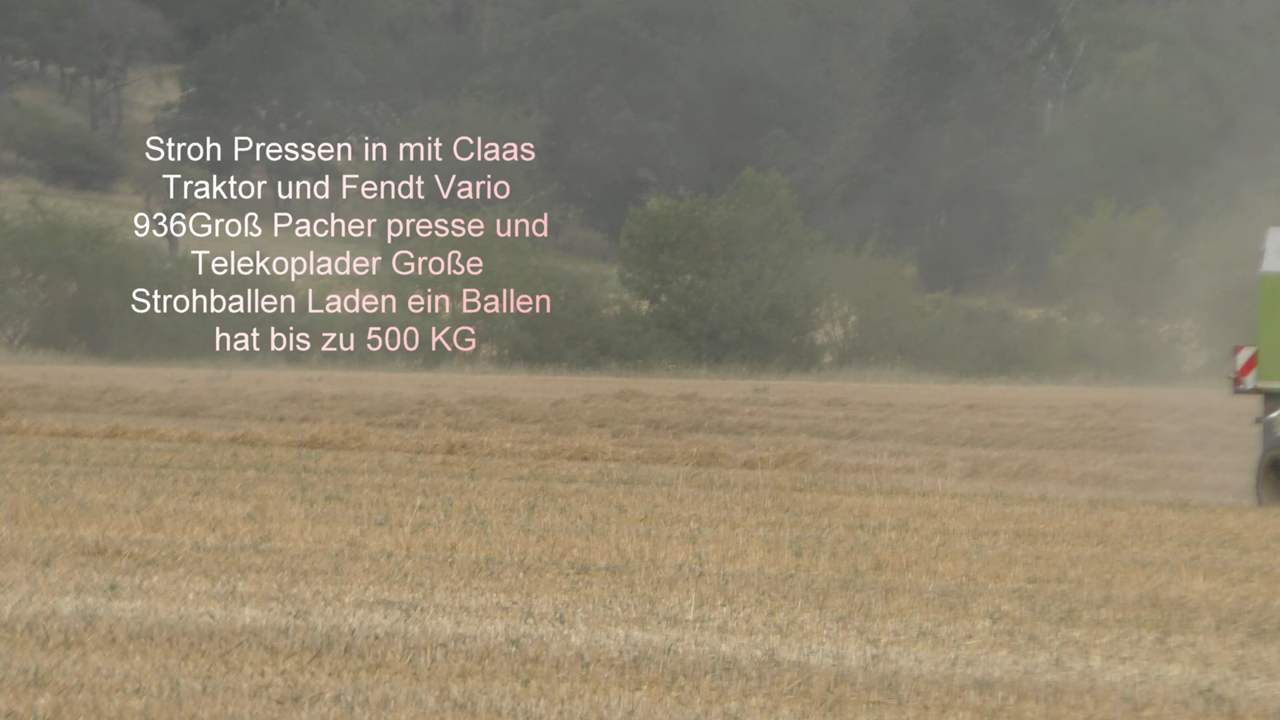 Stroh Pressen in mit Claas
Traktor und Fendt Vario
936Groß Pacher presse und
Telekoplader Große
Strohballen Laden ein Ballen
hat bis zu 500 KG